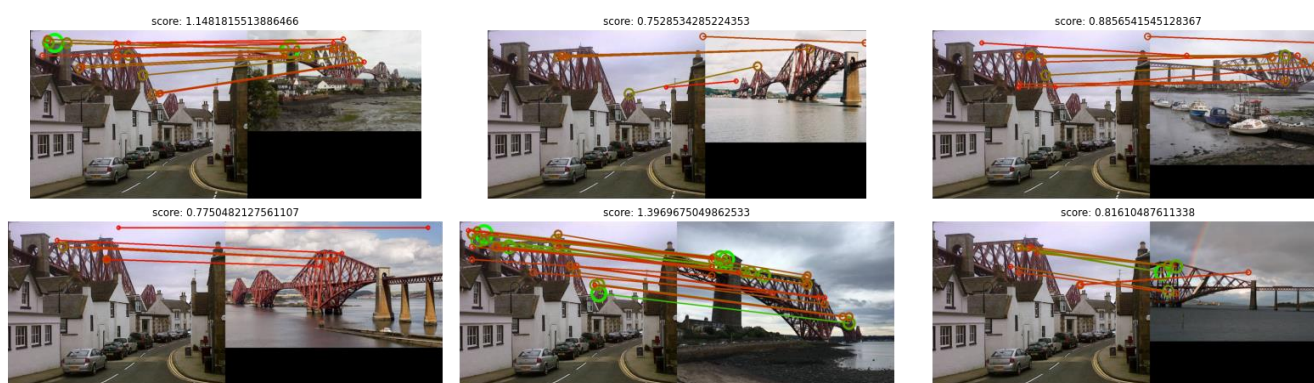 score: 1.1481815513886466
score: 0.7528534285224353
score: 0.8856541545128367
score: 0.7750482127561107
score: 1.3969675049862533
score: 0.81610487611338